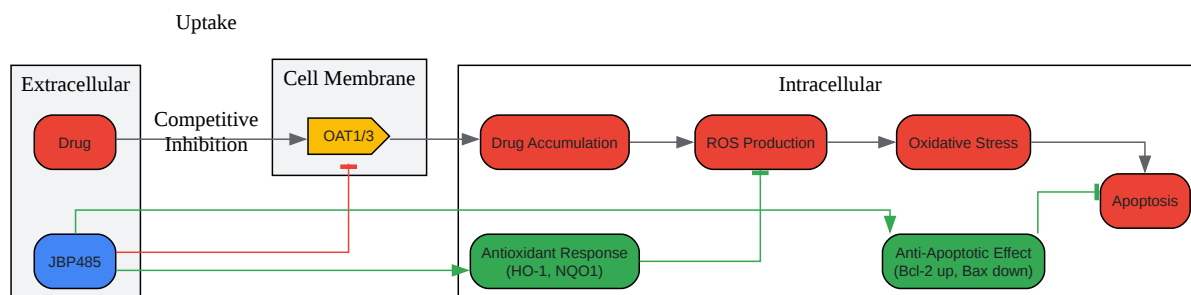 Uptake
Extracellular
Cell Membrane
Intracellular
Competitive
Inhibition
Drug
OAT1/3
Drug Accumulation
ROS Production
Oxidative Stress
Apoptosis
JBP485
Antioxidant Response
(HO-1, NQO1)
Anti-Apoptotic Effect
(Bcl-2 up, Bax down)